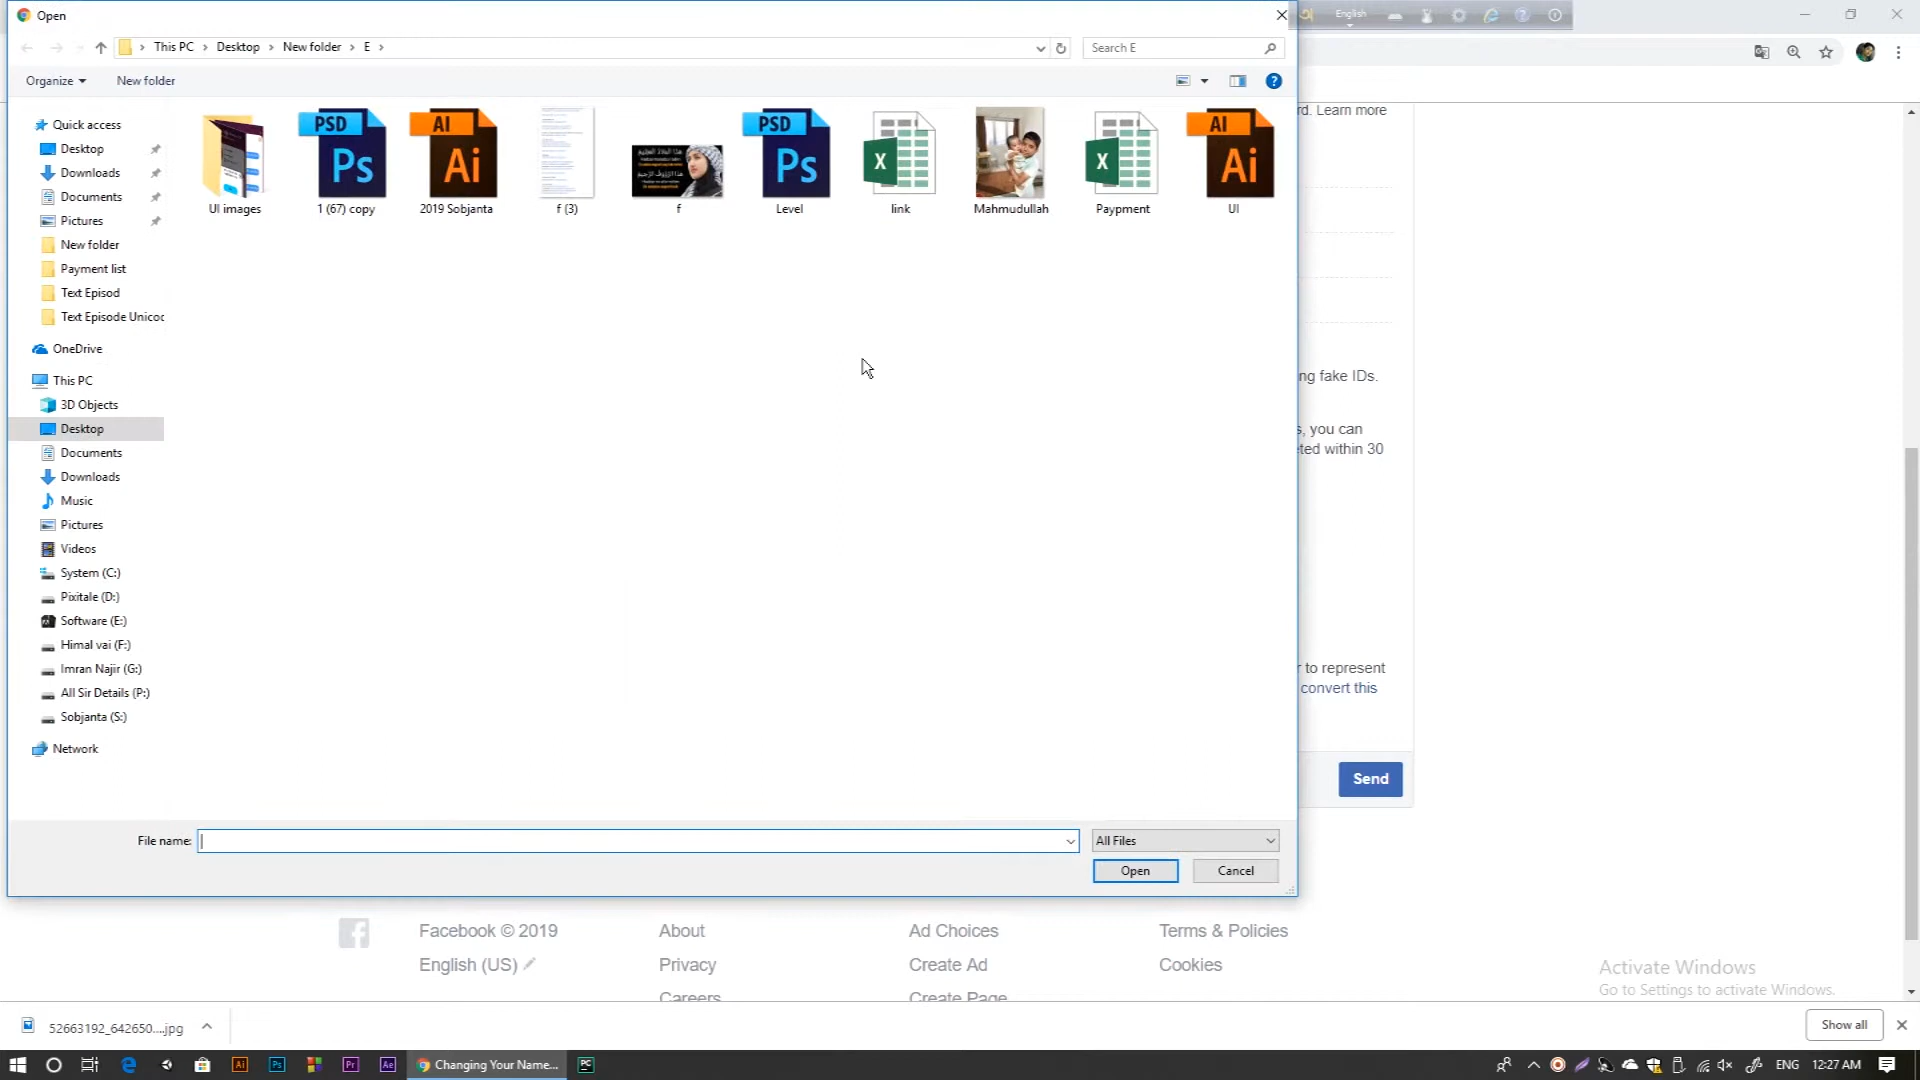 Open
English
This PC > Desktop > New folder > E >
Search E
Organize
New folder
rd. Learn more
Quick access
Desktop
Downloads
Documents
Pictures
New folder
Payment list
Text Episod
Text Episode Unicoc
OneDrive
This PC
3D Objects
Desktop
Documents
Downloads
Music
Pictures
Videos
System (C:)
Pixitale (D:)
Software (E:)
Himal vai (F:)
Imran Najir (G:)
All Sir Details (P:)
Sobjanta (S:)
Network
PSD
Ps
AI
Ai
PSD
Ps
X
X
AI
Ai
UI images
1 (67) copy
2019 Sobjanta
f (3)
f
Level
link
Mahmudullah
Paypment
UI
ng fake IDs.
s, you can
ted within 30
r to represent
convert this
Send
File name:
All Files
Open
Cancel
Facebook © 2019
About
Ad Choices
Terms & Policies
English (US)
Privacy
Create Ad
Cookies
Careers
Create Page
Activate Windows
Go to Settings to activate Windows.
52663192_642650....jpg
Show all
Ai
Ps
Pr
Ae
Changing Your Name...
PC
ENG
12:27 AM